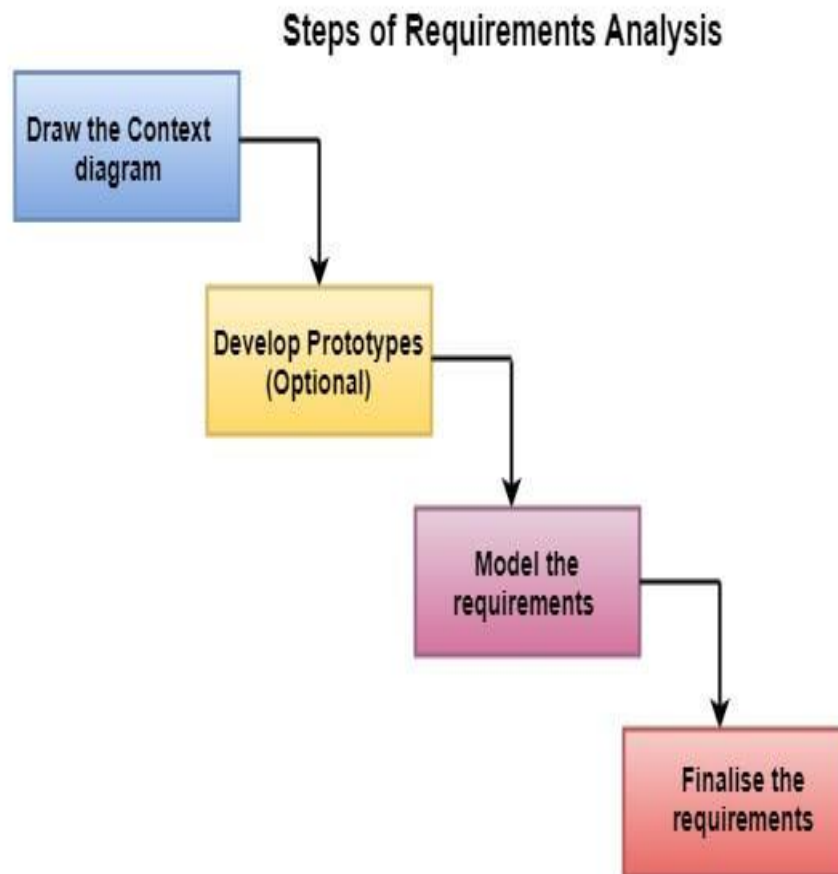 Steps of Requirements Analysis
Draw the Context
diagram
Develop Prototypes
(Optional)
Model the
requirements
Finalise the
requirements